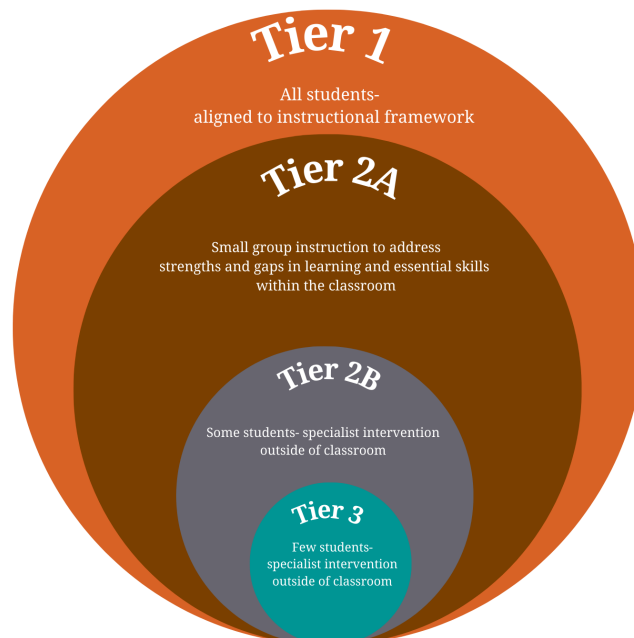 Tier 1
All students-
aligned to instructional framework
Tier 2A
Small group instruction to address
strengths and gaps in learning and essential skills
within the classroom
Tier 2B
Some students- specialist intervention
outside of classroom
Tier 3
Few students-
specialist intervention
outside of classroom